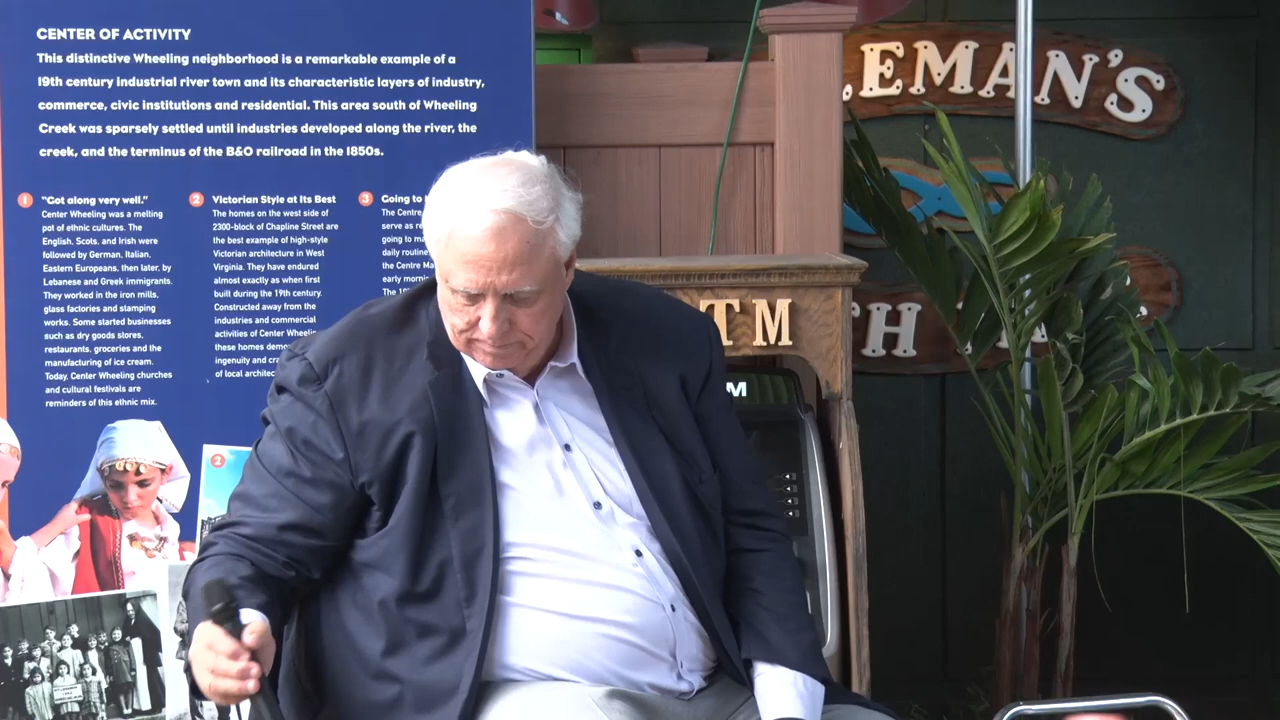 CENTER OF ACTIVITY
This distinctive Wheeling neighborhood is a remarkable example of a
19th century industrial river town and its characteristic layers of industry,
commerce, civic institutions and residential. This area south of Wheeling
Creek was sparsely settled until industries developed along the river, the
creek, and the terminus of the B&O railroad in the 1850s.
1 "Got along very well."
Center Wheeling was a melting
pot of ethnic cultures. The
English, Scots, and Irish were
followed by German, Italian,
Eastern Europeans, then later, by
Lebanese and Greek immigrants.
They worked in the iron mills,
glass factories and stamping
works. Some started businesses
such as dry goods stores,
restaurants, groceries and the
manufacturing of ice cream.
Today, Center Wheeling churches
and cultural festivals are
reminders of this ethnic mix.
2 Victorian Style at Its Best
The homes on the west side of
2300-block of Chapline Street are
the best example of high-style
Victorian architecture in West
Virginia. They have endured
almost exactly as when first
built during the 19th century.
Constructed away from the
industries and commercial
activities of Center
these homes
ingenuity and
of local
3 Going to
The Centre
serve as
going to
daily routine
the Centre
early
The
2
LEMAN'S
TM
M
H